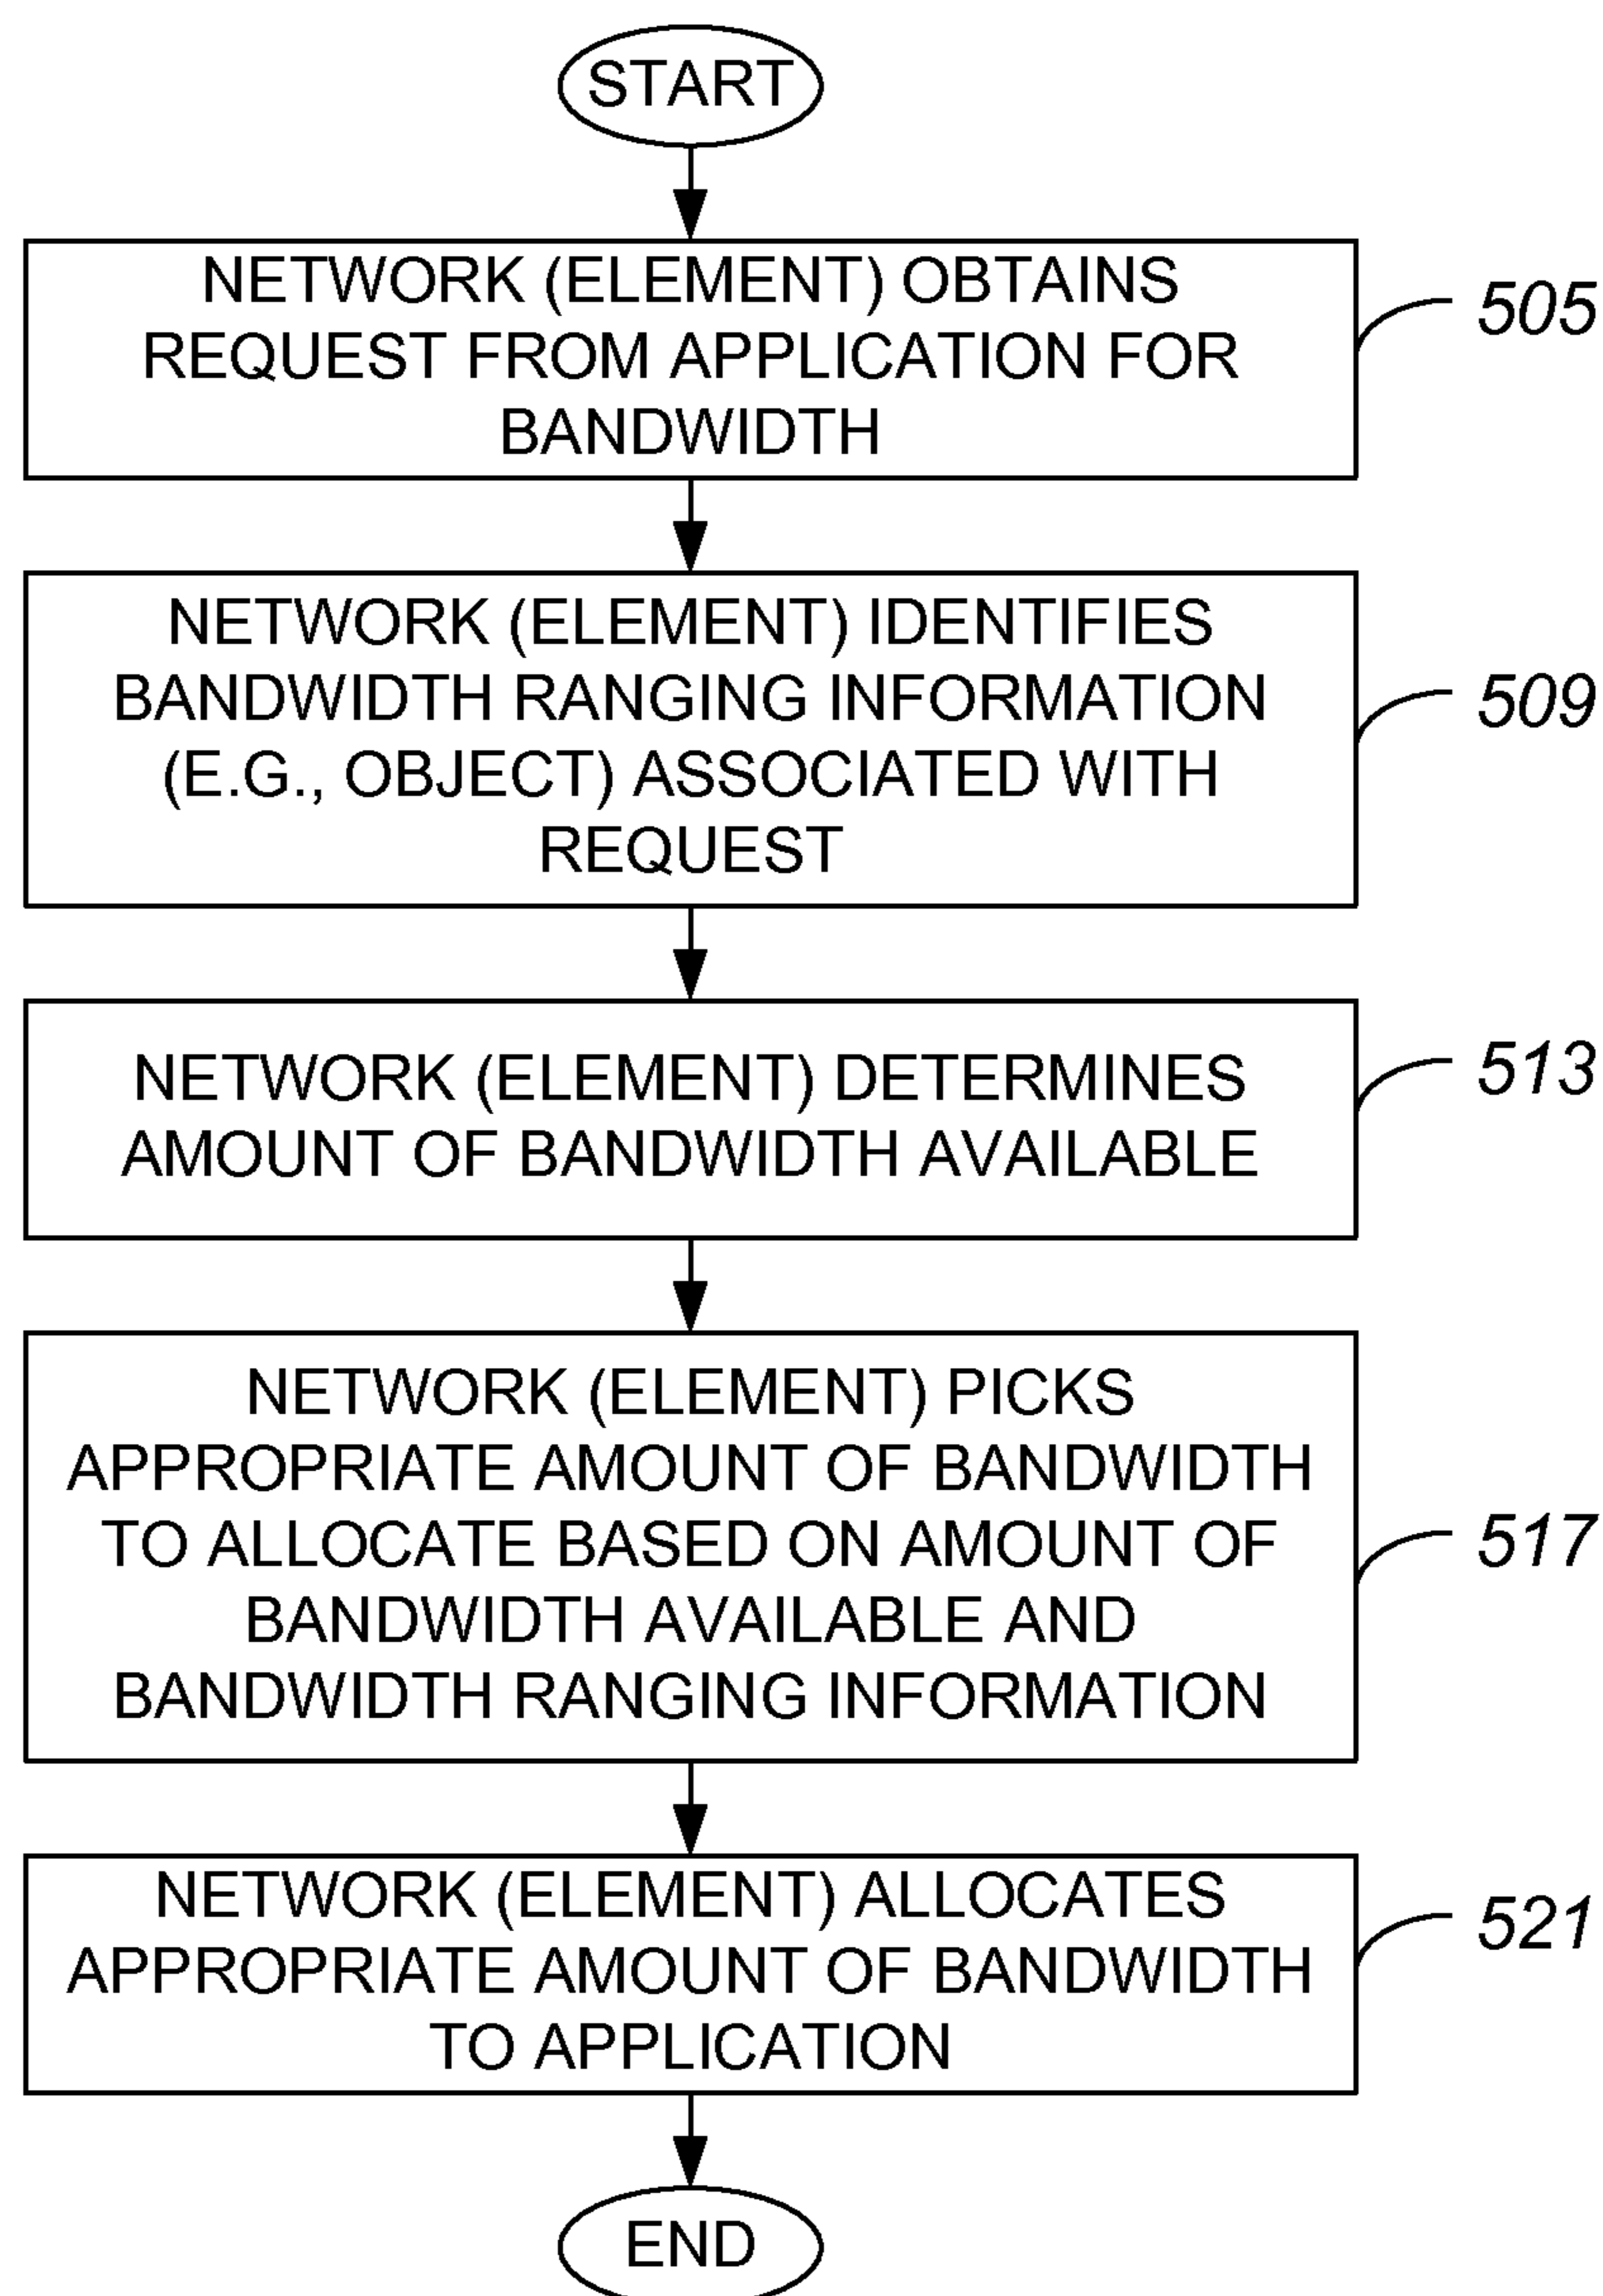 START
NETWORK (ELEMENT) OBTAINS
REQUEST FROM APPLICATION FOR
BANDWIDTH
505
NETWORK (ELEMENT) IDENTIFIES
BANDWIDTH RANGING INFORMATION
(E.G., OBJECT) ASSOCIATED WITH
REQUEST
509
NETWORK (ELEMENT) DETERMINES
AMOUNT OF BANDWIDTH AVAILABLE
513
NETWORK (ELEMENT) PICKS
APPROPRIATE AMOUNT OF BANDWIDTH
TO ALLOCATE BASED ON AMOUNT OF
BANDWIDTH AVAILABLE AND
BANDWIDTH RANGING INFORMATION
517
NETWORK (ELEMENT) ALLOCATES
APPROPRIATE AMOUNT OF BANDWIDTH
TO APPLICATION
521
END